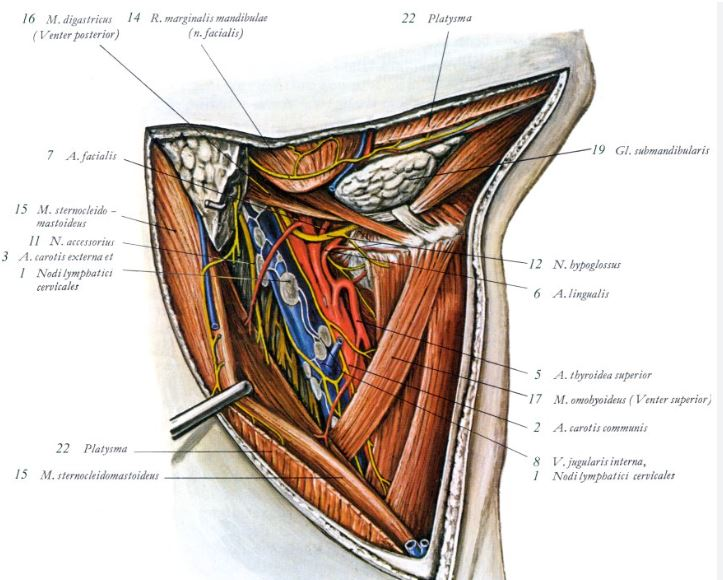 16 M. digastricus
(Venter posterior)
14 R. marginalis mandibulae
(n. facialis)
22 Platysma
7 A. facialis
19 Gl. submandibularis
15 M. sternocleido-
mastoideus
11 N. accessorius
3 A. carotis externa et
1 Nodi lymphatici
cervicales
12 N. hypoglossus
6 A. lingualis
5 A. thyroidea superior
17 M. omohyoideus (Venter superior)
2 A. carotis communis
22 Platysma
15 M. sternocleidomastoideus
8 V. jugularis interna,
1 Nodi lymphatici cervicales